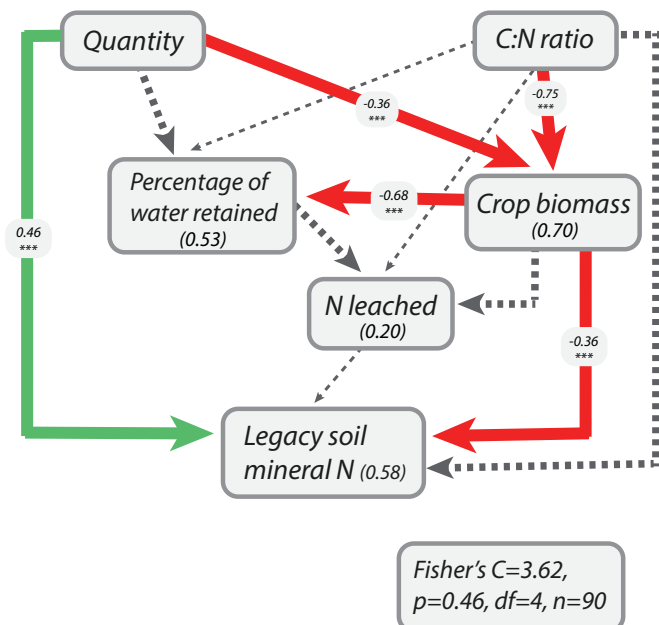 Quantity
C:N ratio
-0.36
***
-0.75
***
Percentage of
water retained
(0.53)
-0.68
***
Crop biomass
(0.70)
0.46
***
N leached
(0.20)
-0.36
***
Legacy soil
mineral N (0.58)
Fisher's C=3.62,
p=0.46, df=4, n=90